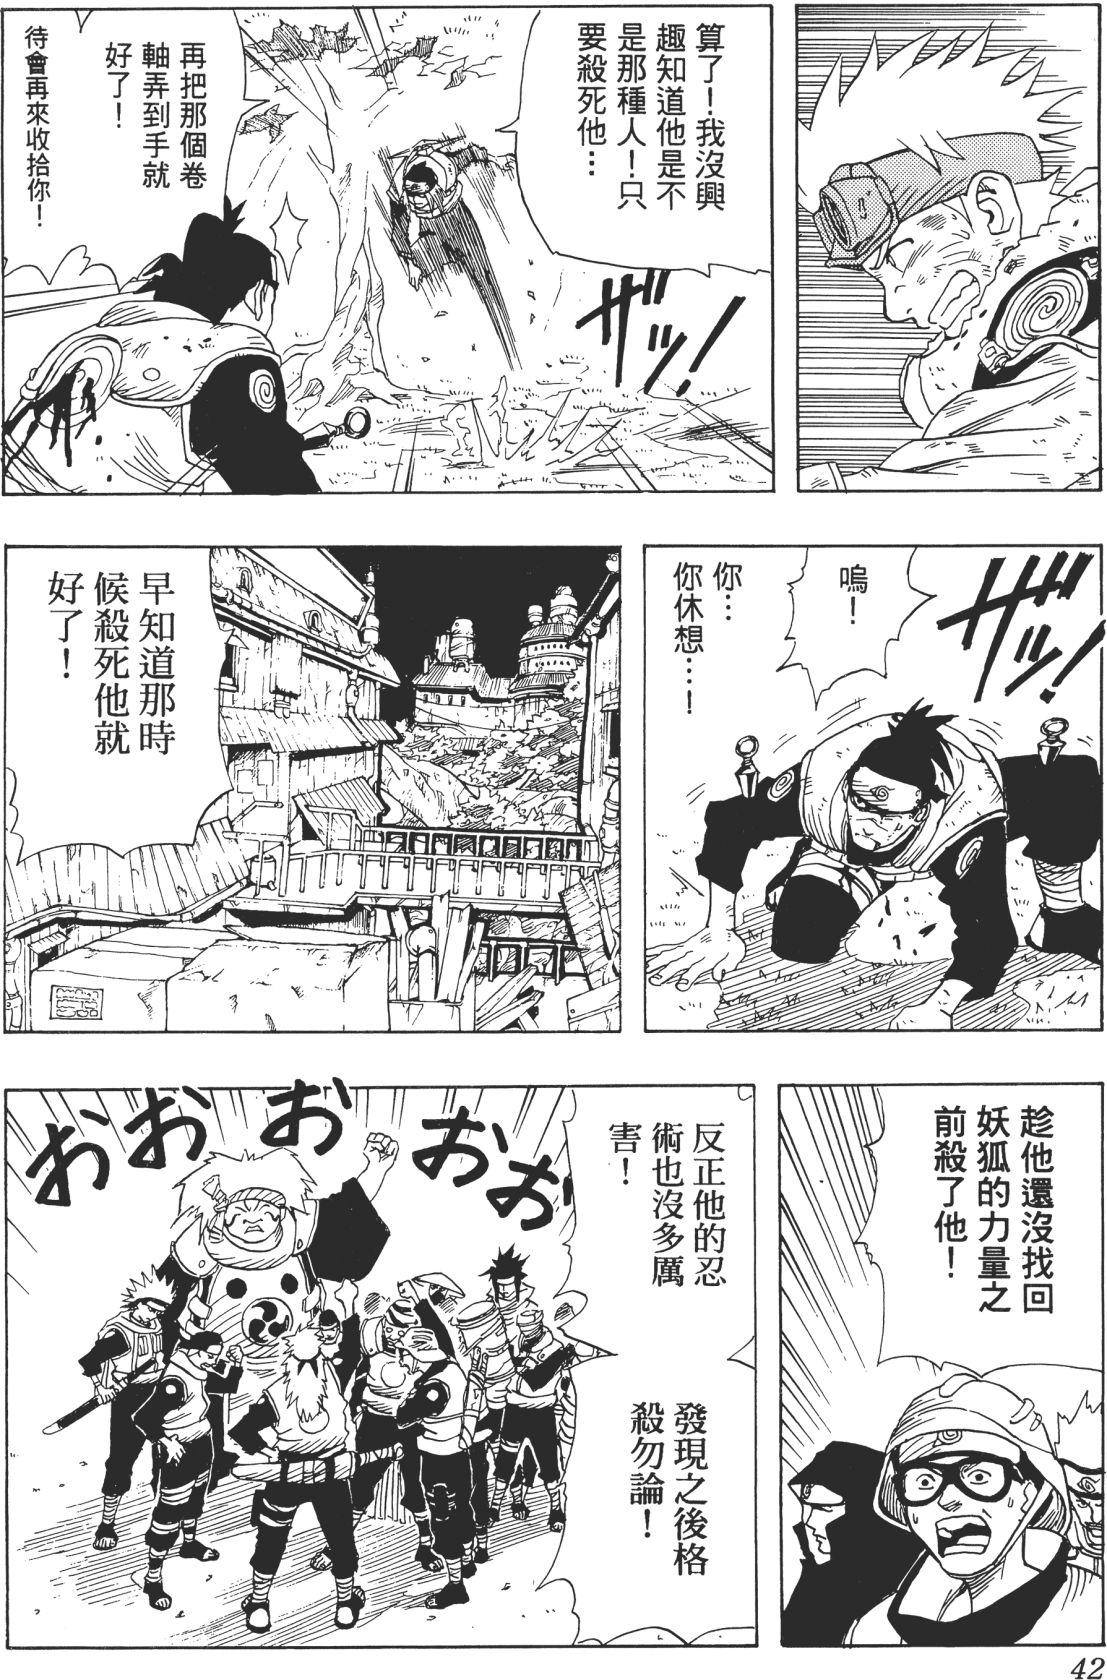 算了！我沒興
趣知道他是不
是那種人！只
要殺死他…
再把那個卷
軸弄到手就
好了！
待會再來收拾你！
ザッ！
ザッ！
嗚！
你…
你休想…！
早知道那時
候殺死他就
好了！
趁他還沒找回
妖狐的力量之
前殺了他！
反正他的忍
術也沒多厲
害！
發現之後格
殺勿論！
おおおおお
42